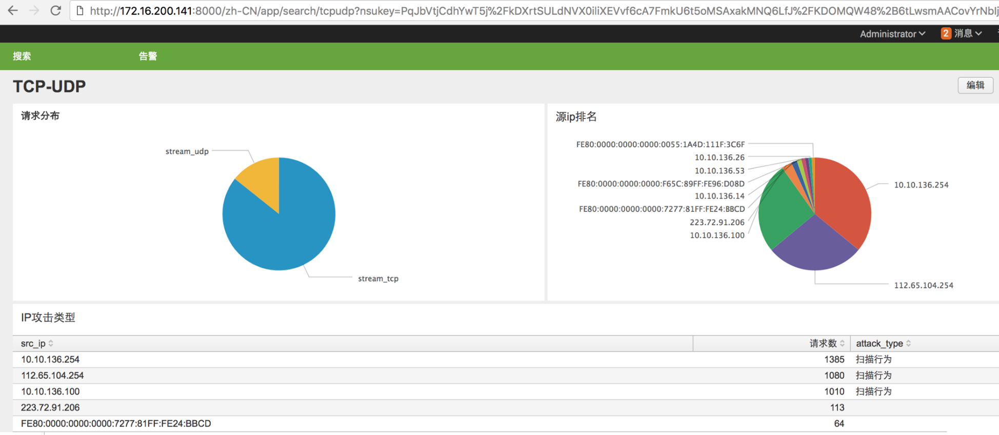 http://172.16.200.141:8000/zh-CN/app/search/tcpudp?nsukey=PqJbVtjCdhYwT5j%2FkDXrtSULdNVX0iliXEVvf6cA7FmkU6t5oMSAxakMNQ6LfJ%2FKDOMQW48%2B6tLwsmAACovYrNbIj
Administrator 2 消息
搜索 告警
TCP-UDP
编辑
请求分布
stream_udp
stream_tcp
源ip排名
FE80:0000:0000:0000:0055:1A4D:111F:3C6F
10.10.136.26
10.10.136.53
FE80:0000:0000:0000:F65C:89FF:FE96:D08D
10.10.136.14
FE80:0000:0000:0000:7277:81FF:FE24:BBCD
223.72.91.206
10.10.136.100
10.10.136.254
112.65.104.254
IP攻击类型
src_ip 请求数 attack_type
10.10.136.254 1385 扫描行为
112.65.104.254 1080 扫描行为
10.10.136.100 1010 扫描行为
223.72.91.206 113
FE80:0000:0000:0000:7277:81FF:FE24:BBCD 64